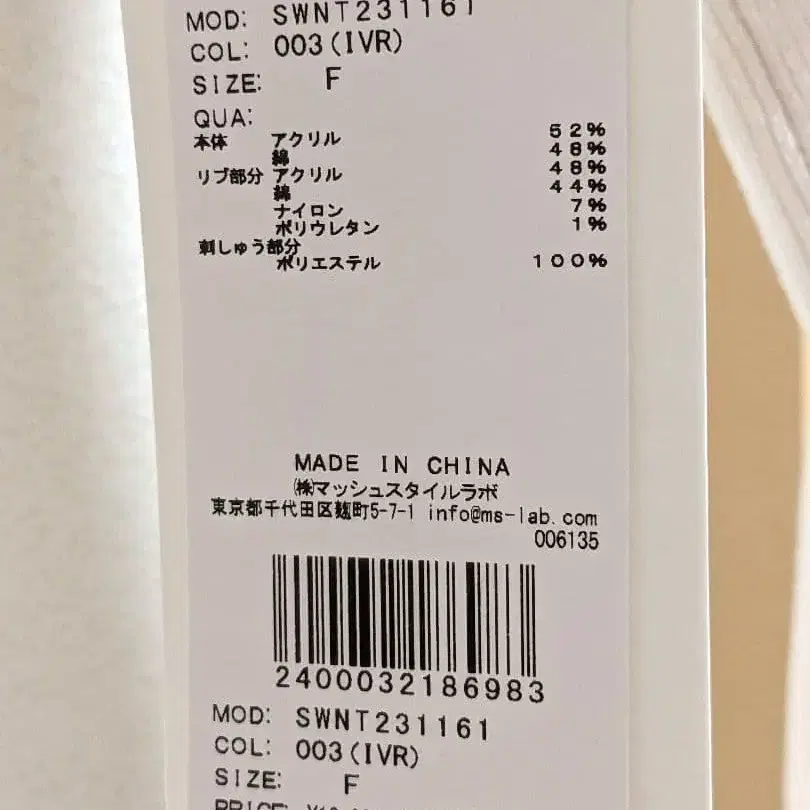 MOD: SWNT231161
COL: 003(IVR)
SIZE: F
QUA:
本体 アクリル 52%
綿 48%
リブ部分 アクリル 48%
綿 44%
ナイロン 7%
ポリウレタン 1%
刺しゅう部分
ポリエステル 100%
MADE IN CHINA
㈱マッシュスタイルラボ
東京都千代田区麹町5-7-1 info@ms-lab.com
006135
2400032186983
MOD: SWNT231161
COL: 003(IVR)
SIZE: F
PRICE: